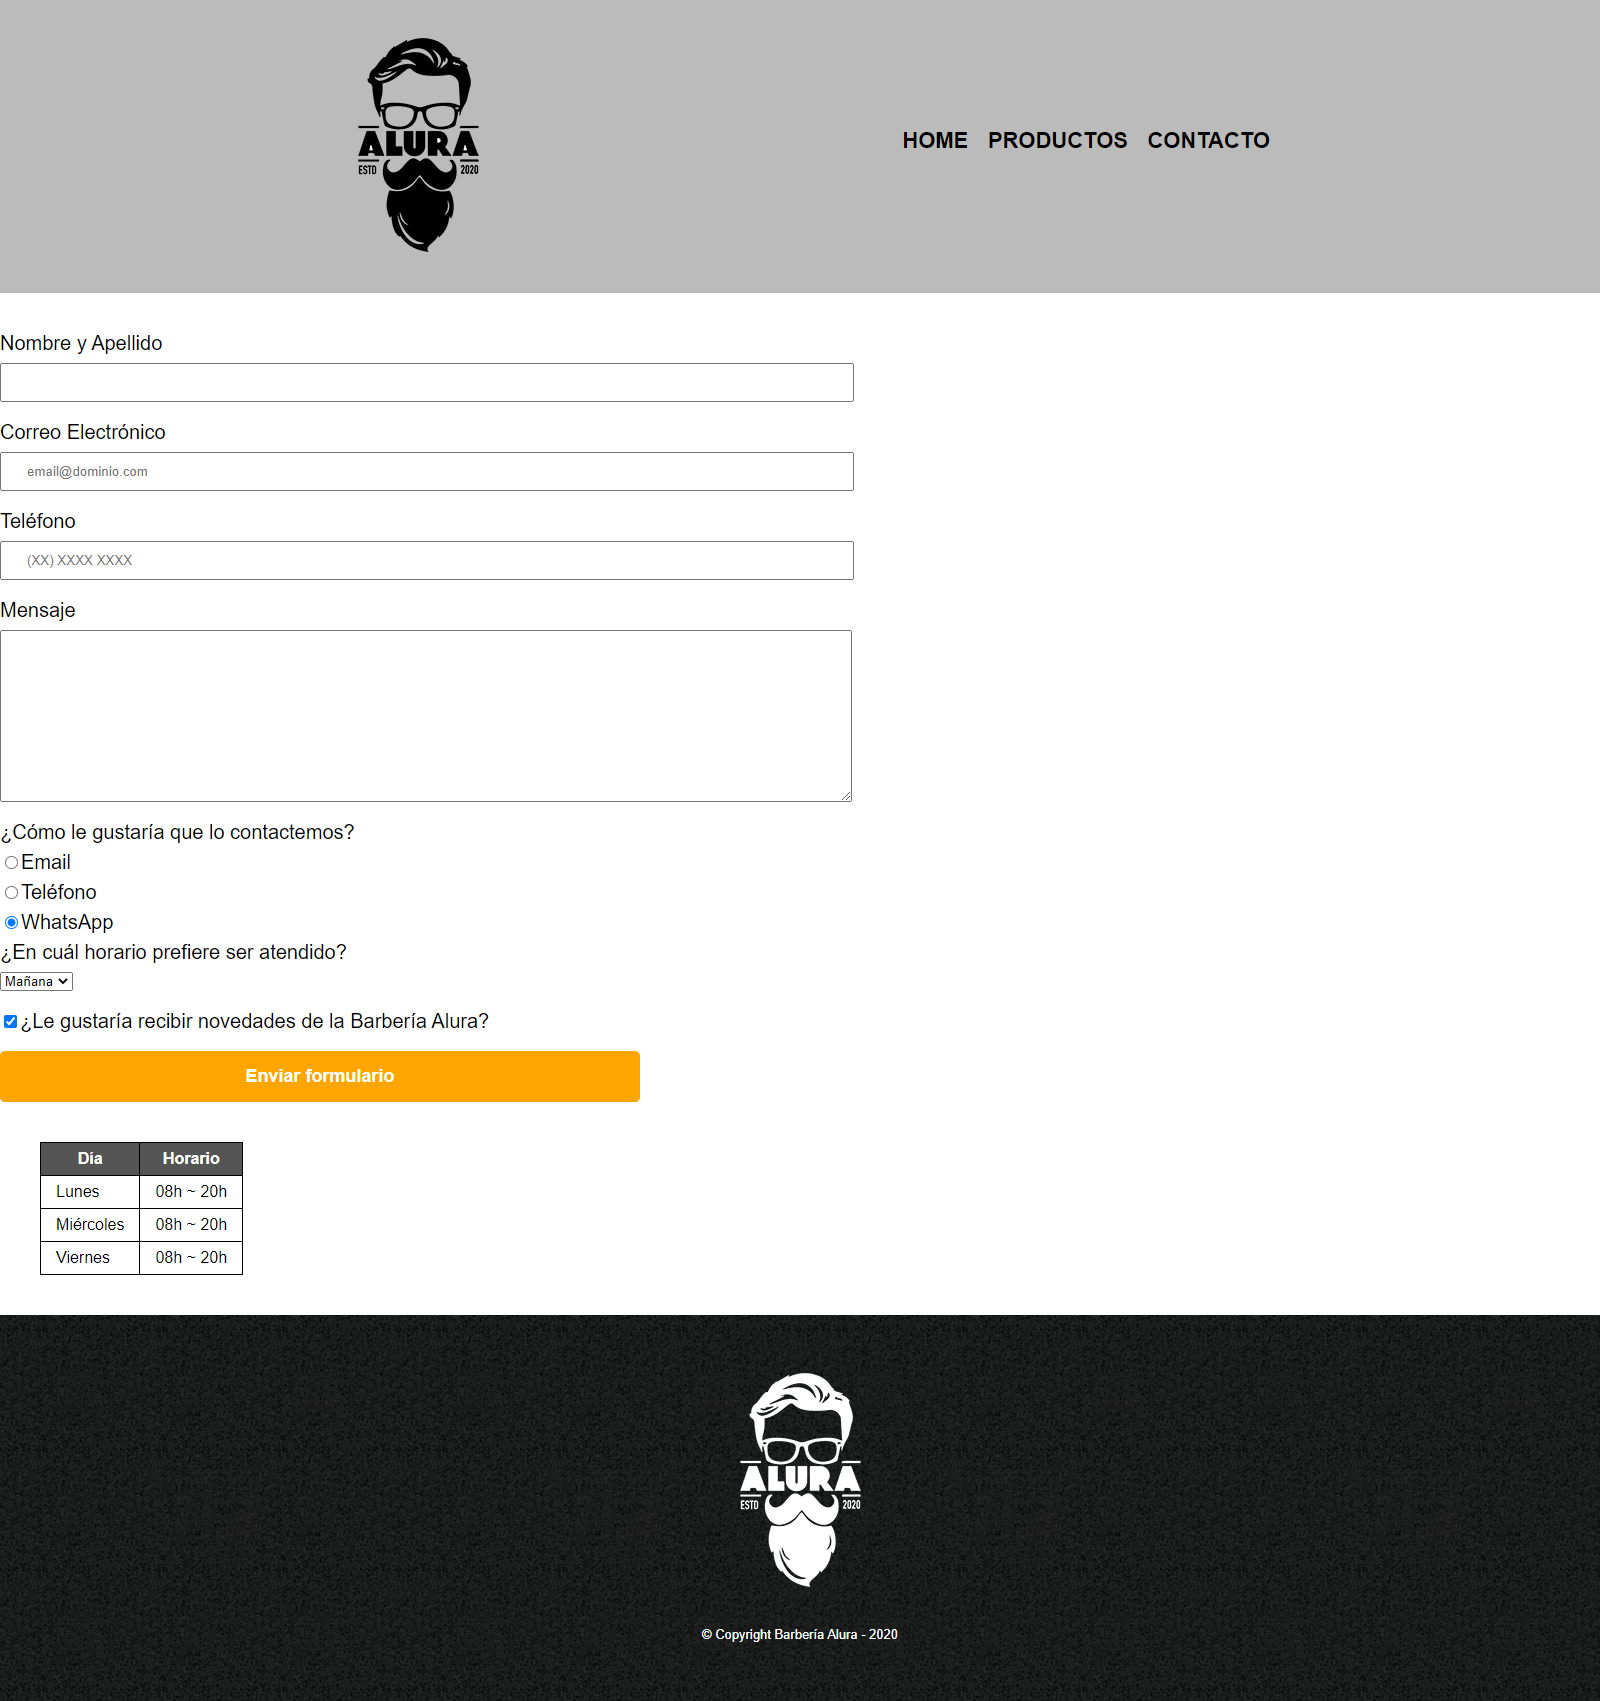 ALURA
ESTD 2020
HOME PRODUCTOS CONTACTO
Nombre y Apellido
Correo Electrónico
email@dominio.com
Teléfono
(XX) XXXX XXXX
Mensaje
¿Cómo le gustaría que lo contactemos?
Email
Teléfono
WhatsApp
¿En cuál horario prefiere ser atendido?
Mañana
¿Le gustaría recibir novedades de la Barbería Alura?
Enviar formulario
Día Horario
Lunes 08h ~ 20h
Miércoles 08h ~ 20h
Viernes 08h ~ 20h
ALURA
ESTD 2020
© Copyright Barbería Alura - 2020